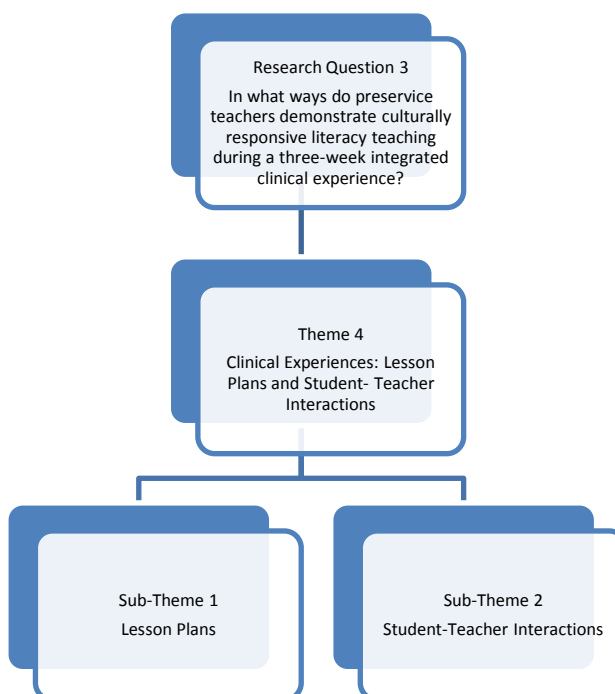 Research Question 3
In what ways do preservice
teachers demonstrate culturally
responsive literacy teaching
during a three-week integrated
clinical experience?
Theme 4
Clinical Experiences: Lesson
Plans and Student- Teacher
Interactions
Sub-Theme 1
Lesson Plans
Sub-Theme 2
Student-Teacher Interactions